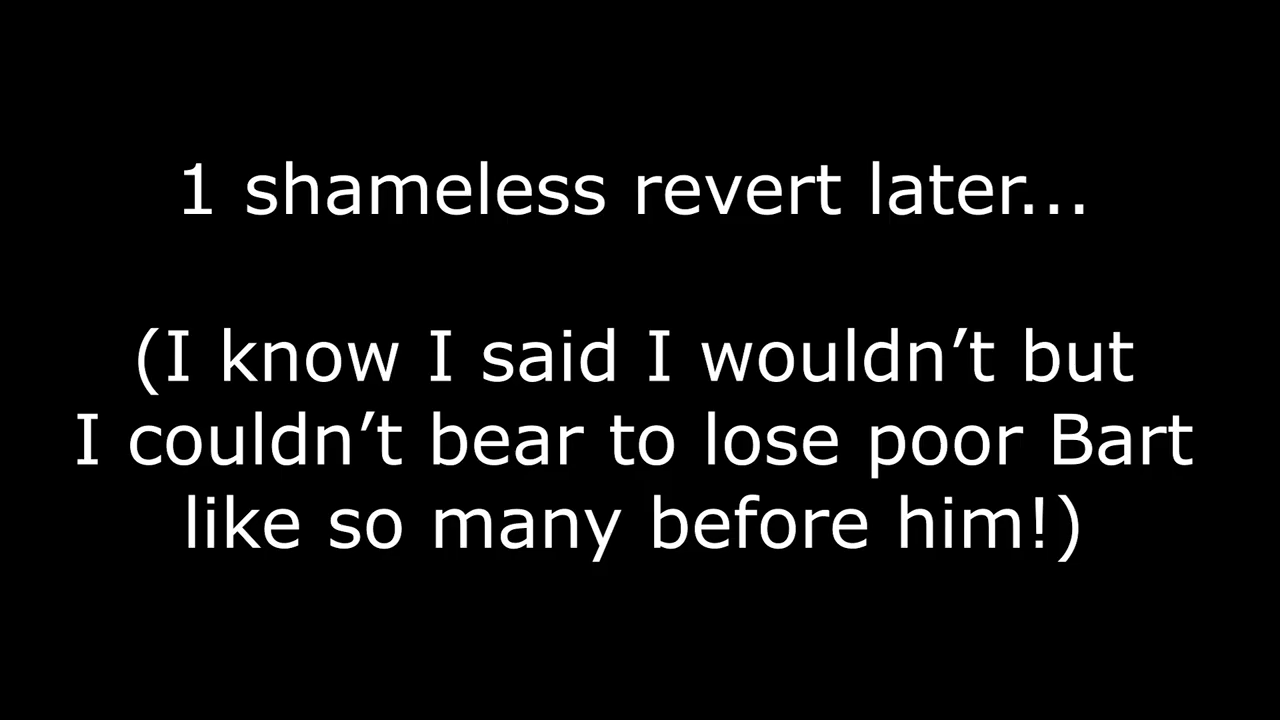 1 shameless revert later...
(I know I said I wouldn’t but
I couldn’t bear to lose poor Bart
like so many before him!)